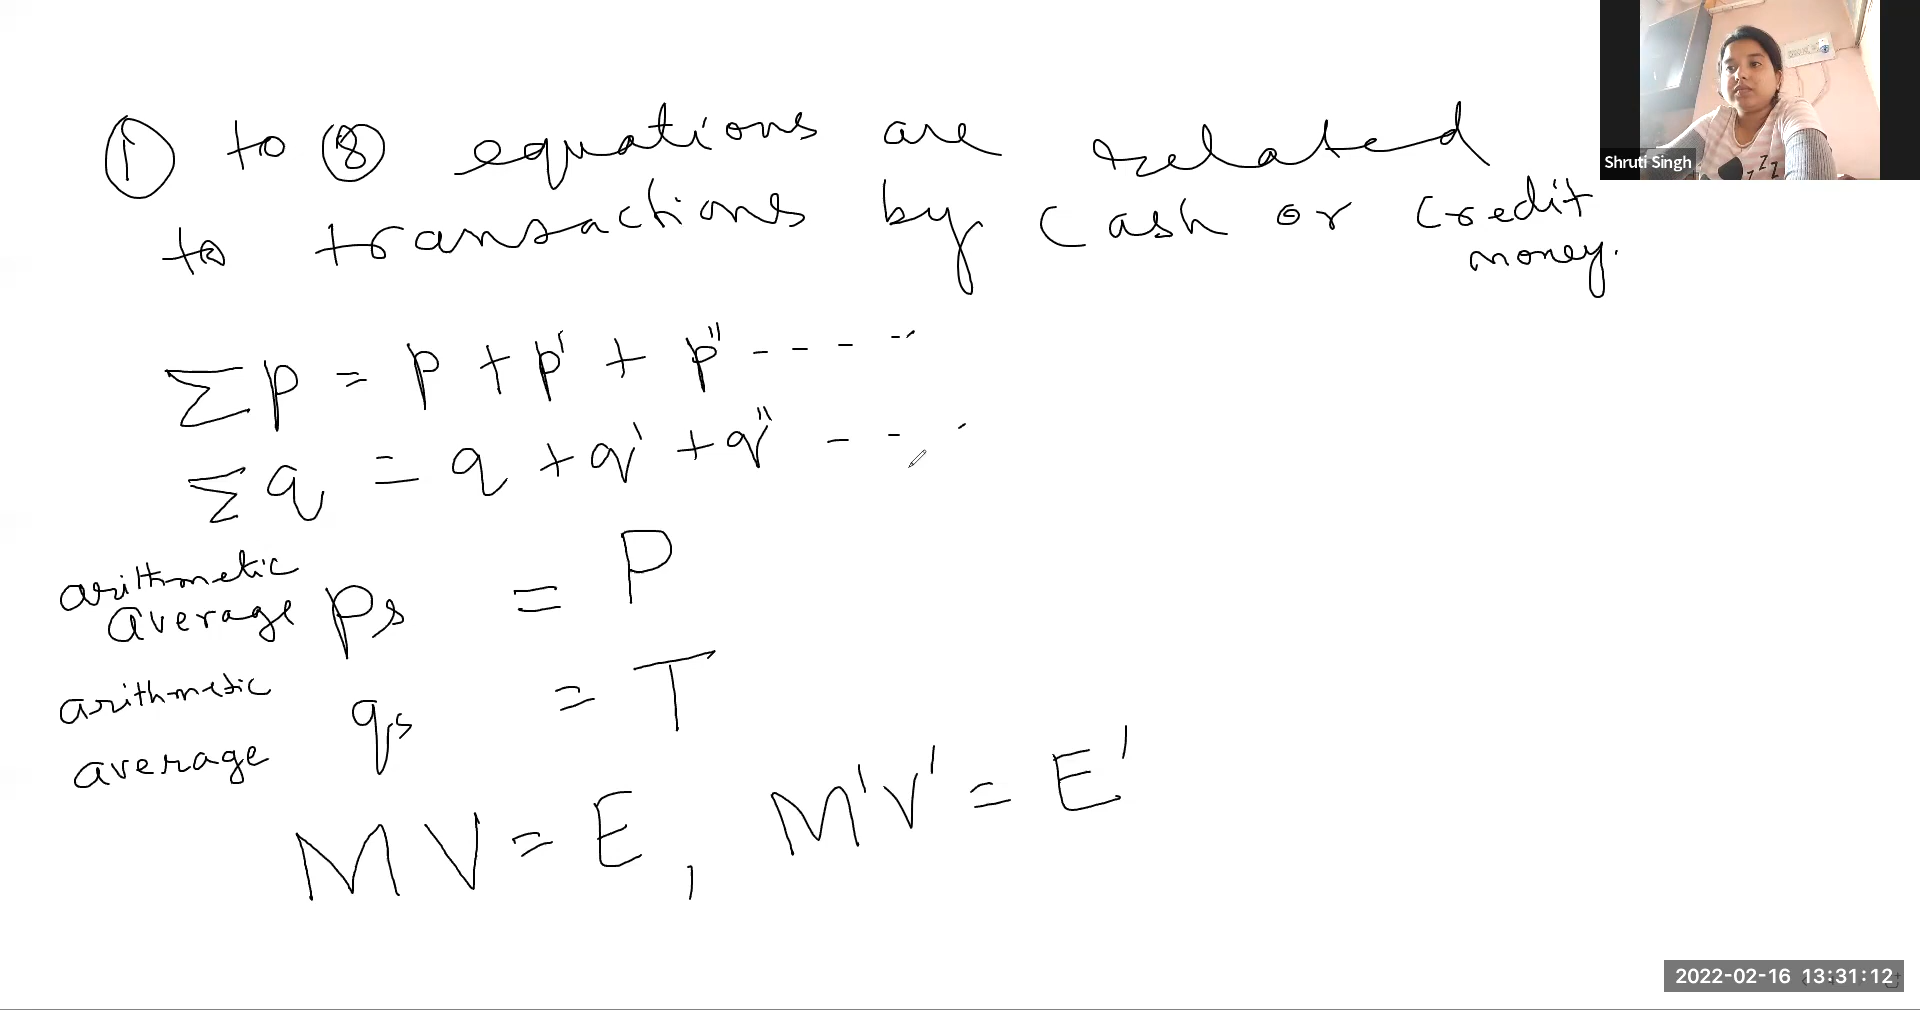 ① to ⑧ equations are related
to transactions by cash or credit
money.
Σp = p + p' + p'' - - - - -
Σq = q + q' + q'' - - -
arithmetic
average ps = P
arithmetic
average qs = T
MV = E , M'V' = E'
Shruti Singh
2022-02-16 13:31:12